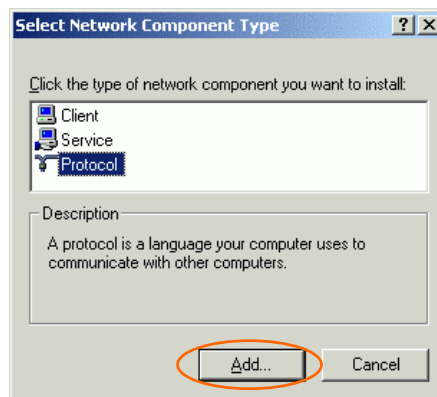 Select Network Component Type
Click the type of network component you want to install:
Client
Service
Protocol
Description
A protocol is a language your computer uses to
communicate with other computers.
Add... Cancel